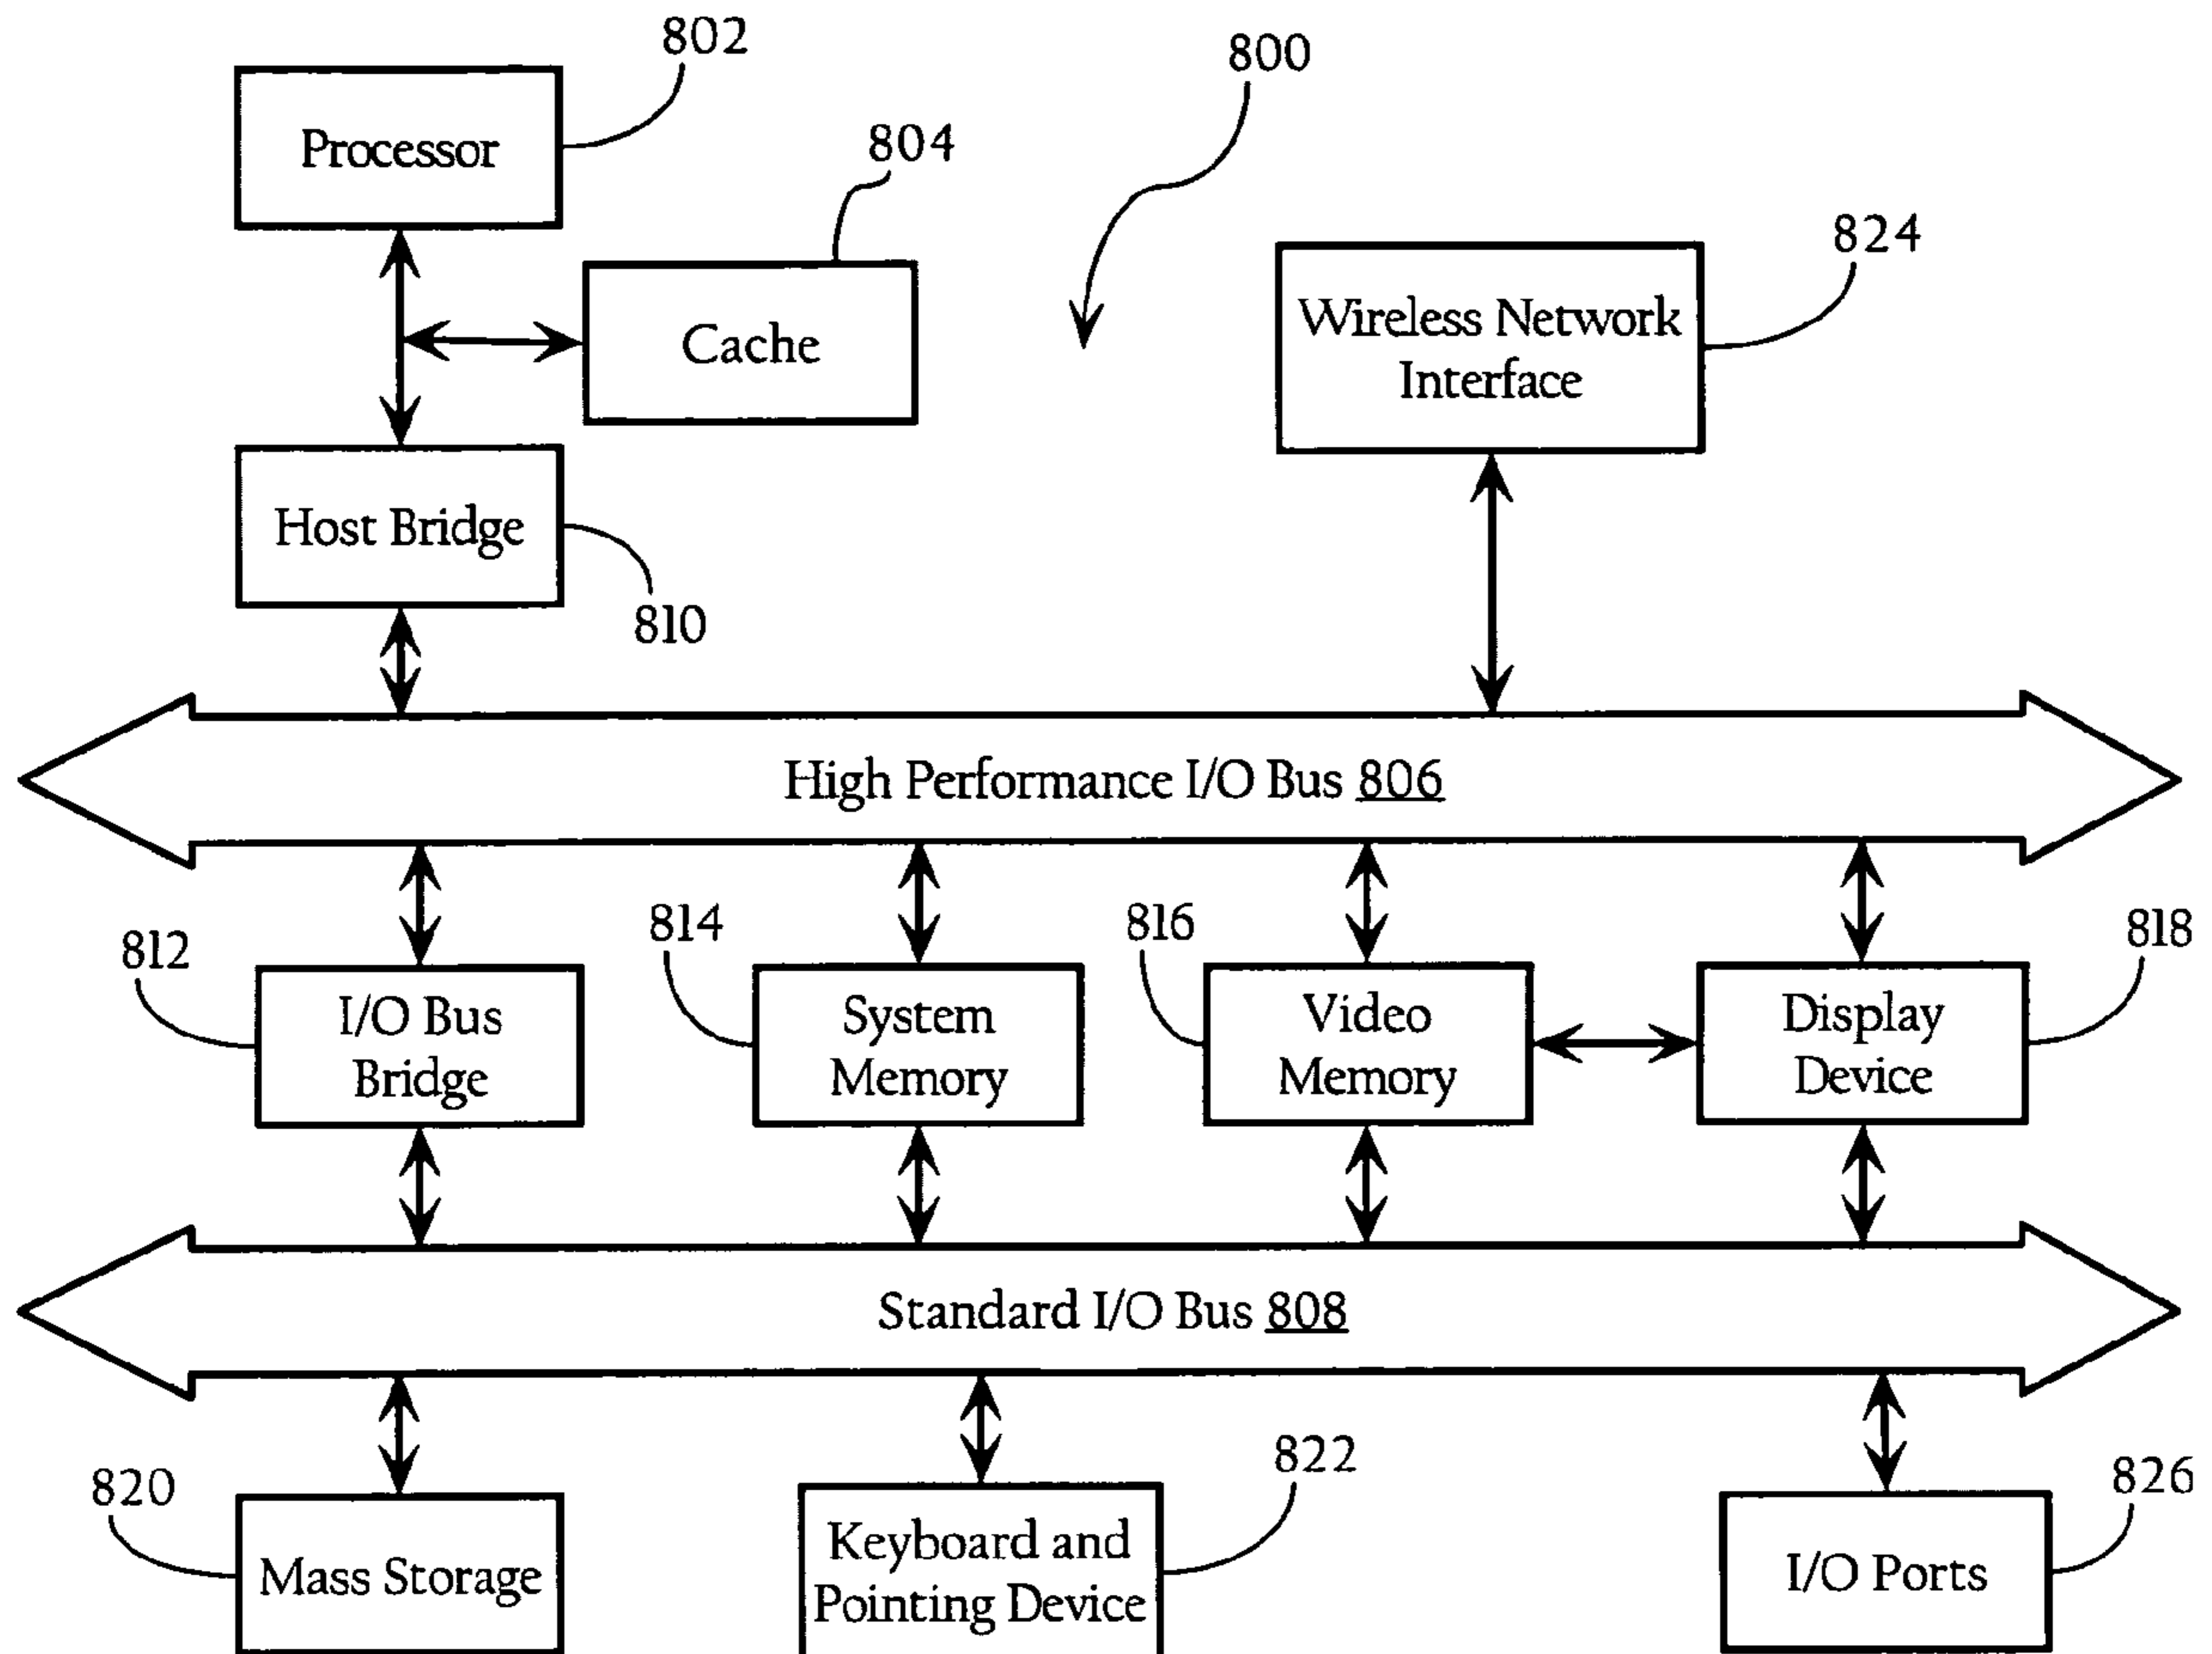 802
800
Processor
804
824
Cache
Wireless Network
Interface
Host Bridge
810
High Performance I/O Bus 806
812
814
816
818
I/O Bus
Bridge
System
Memory
Video
Memory
Display
Device
Standard I/O Bus 808
820
822
826
Mass Storage
Keyboard and
Pointing Device
I/O Ports